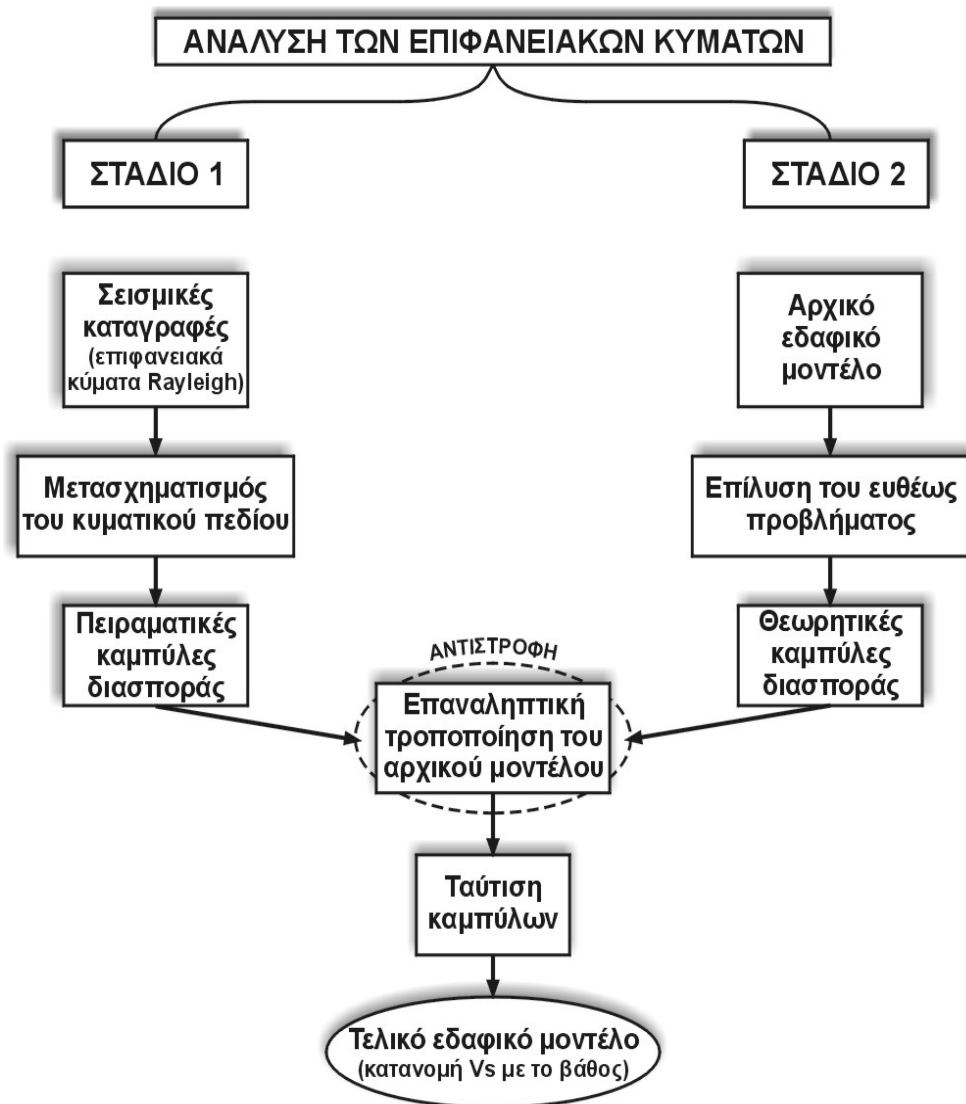 ΑΝΑΛΥΣΗ ΤΩΝ ΕΠΙΦΑΝΕΙΑΚΩΝ ΚΥΜΑΤΩΝ
ΣΤΑΔΙΟ 1
ΣΤΑΔΙΟ 2
Σεισμικές
καταγραφές
(επιφανειακά
κύματα Rayleigh)
Αρχικό
εδαφικό
μοντέλο
Μετασχηματισμός
του κυματικού πεδίου
Επίλυση του ευθέως
προβλήματος
Πειραματικές
καμπύλες
διασποράς
Θεωρητικές
καμπύλες
διασποράς
ΑΝΤΙΣΤΡΟΦΗ
Επαναληπτική
τροποποίηση του
αρχικού μοντέλου
Ταύτιση
καμπύλων
Τελικό εδαφικό μοντέλο
(κατανομή Vs με το βάθος)